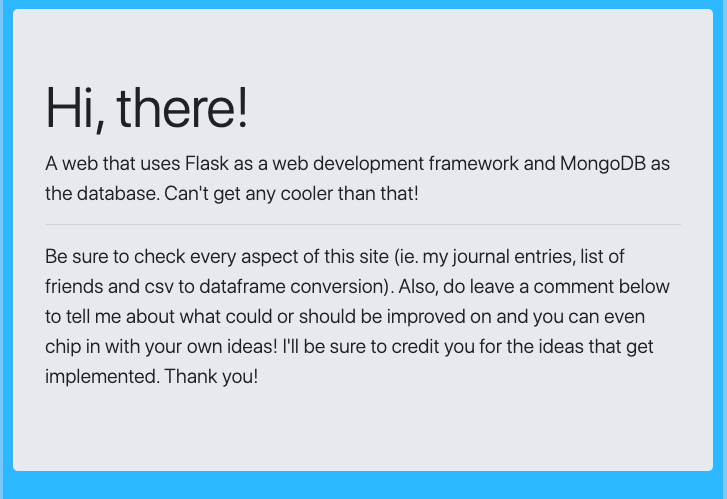 Hi, there!
A web that uses Flask as a web development framework and MongoDB as
the database. Can't get any cooler than that!
Be sure to check every aspect of this site (ie. my journal entries, list of
friends and csv to dataframe conversion). Also, do leave a comment below
to tell me about what could or should be improved on and you can even
chip in with your own ideas! I'll be sure to credit you for the ideas that get
implemented. Thank you!